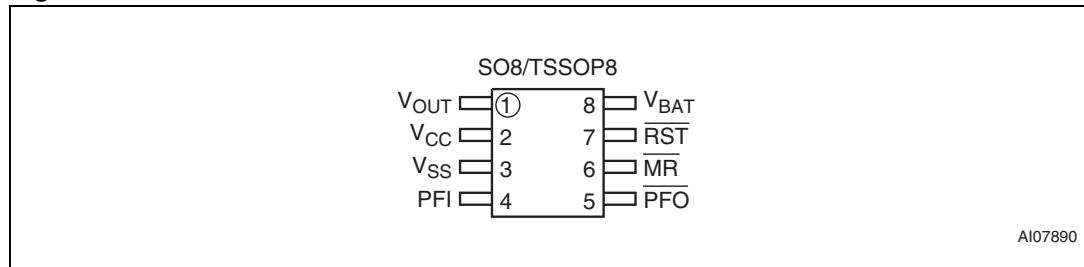 SO8/TSSOP8
VOUT 1 8 VBAT
VCC 2 7 RST
VSS 3 6 MR
PFI 4 5 PFO
AI07890